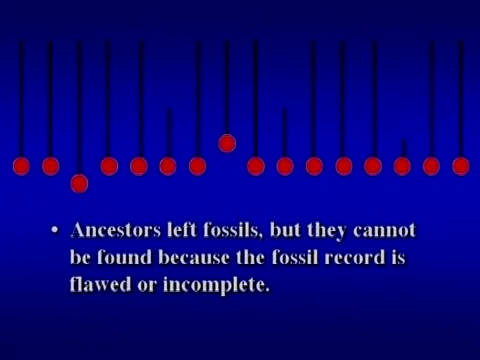 • Ancestors left fossils, but they cannot
be found because the fossil record is
flawed or incomplete.